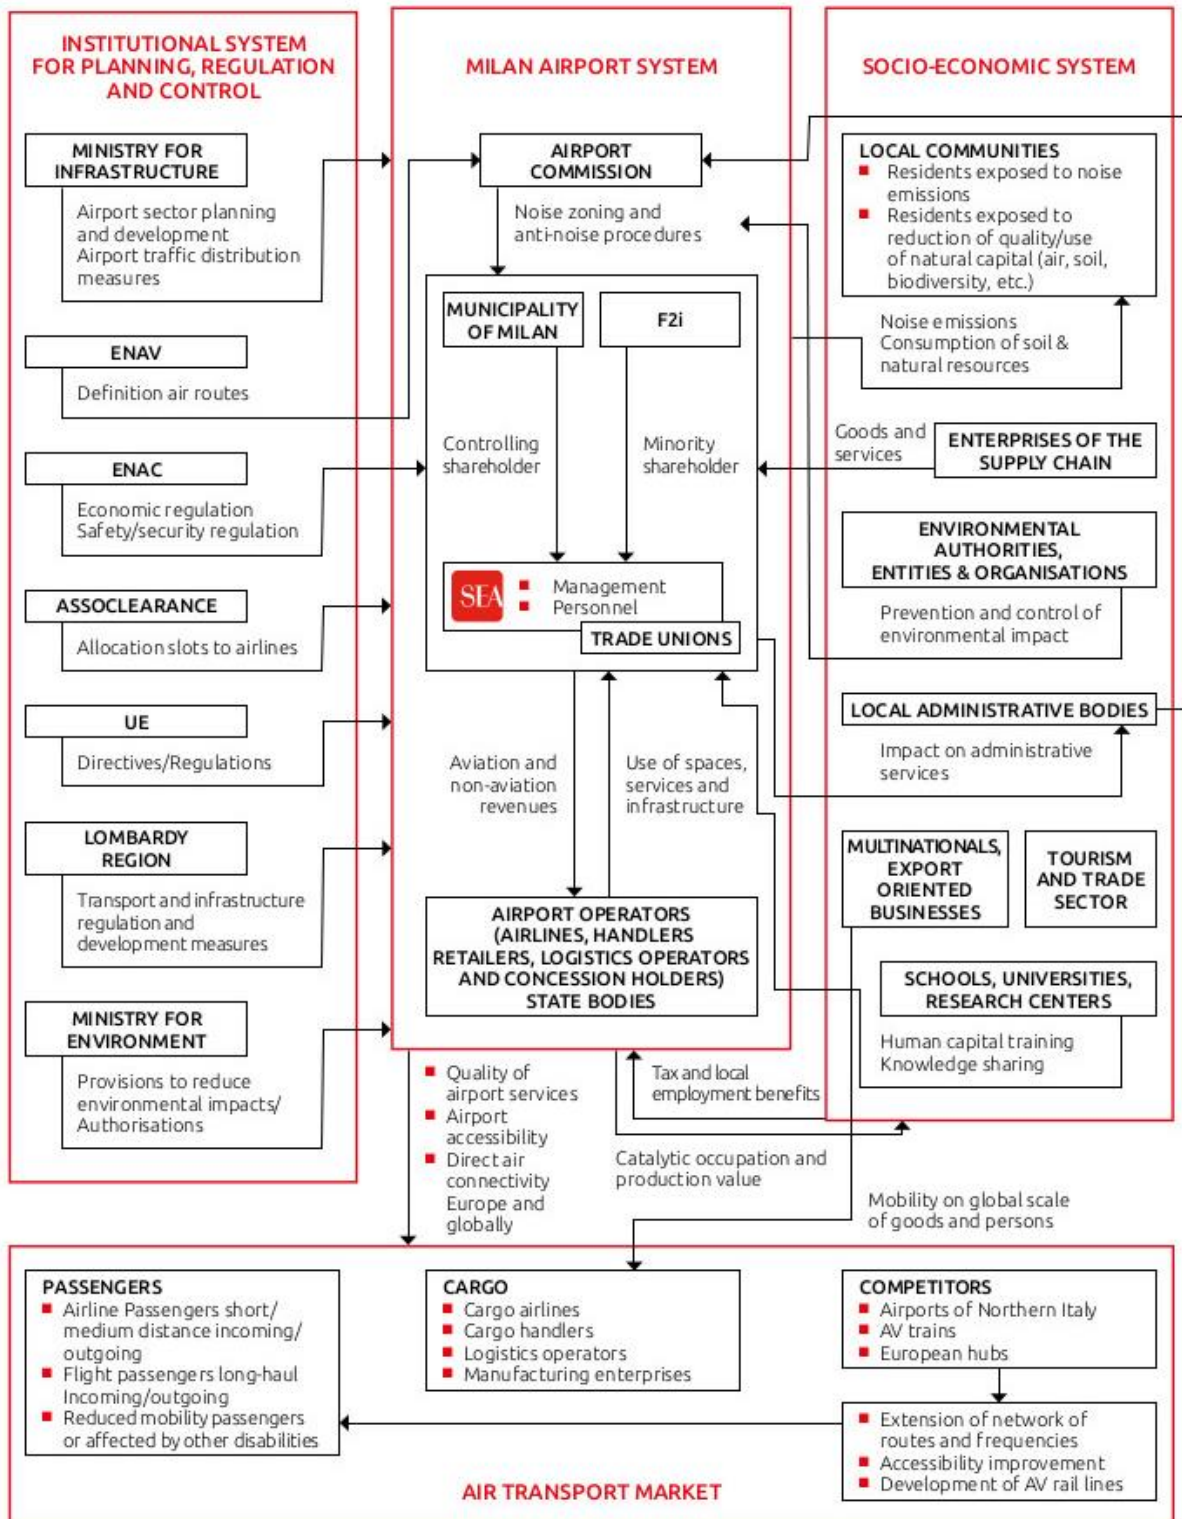 INSTITUTIONAL SYSTEM
FOR PLANNING, REGULATION
AND CONTROL
MINISTRY FOR
INFRASTRUCTURE
Airport sector planning
and development
Airport traffic distribution
measures
ENAV
Definition air routes
ENAC
Economic regulation
Safety/security regulation
ASSOCLEARANCE
Allocation slots to airlines
UE
Directives/Regulations
LOMBARDY
REGION
Transport and infrastructure
regulation and
development measures
MINISTRY FOR
ENVIRONMENT
Provisions to reduce
environmental impacts/
Authorisations
MILAN AIRPORT SYSTEM
AIRPORT
COMMISSION
Noise zoning and
anti-noise procedures
MUNICIPALITY
OF MILAN
F2i
Controlling
shareholder
Minority
shareholder
SEA
Management
Personnel
TRADE UNIONS
Aviation and
non-aviation
revenues
Use of spaces,
services and
infrastructure
AIRPORT OPERATORS
(AIRLINES, HANDLERS
RETAILERS, LOGISTICS OPERATORS
AND CONCESSION HOLDERS)
STATE BODIES
SOCIO-ECONOMIC SYSTEM
LOCAL COMMUNITIES
Residents exposed to noise
emissions
Residents exposed to
reduction of quality/use
of natural capital (air, soil,
biodiversity, etc.)
Noise emissions
Consumption of soil &
natural resources
Goods and
services
ENTERPRISES OF THE
SUPPLY CHAIN
ENVIRONMENTAL
AUTHORITIES,
ENTITIES & ORGANISATIONS
Prevention and control of
environmental impact
LOCAL ADMINISTRATIVE BODIES
Impact on administrative
services
MULTINATIONALS,
EXPORT
ORIENTED
BUSINESSES
TOURISM
AND TRADE
SECTOR
SCHOOLS, UNIVERSITIES,
RESEARCH CENTERS
Human capital training
Knowledge sharing
Quality of
airport services
Airport
accessibility
Direct air
connectivity
Europe and
globally
Tax and local
employment benefits
Catalytic occupation and
production value
Mobility on global scale
of goods and persons
PASSENGERS
Airline Passengers short/
medium distance incoming/
outgoing
Flight passengers long-haul
Incoming/outgoing
Reduced mobility passengers
or affected by other disabilities
CARGO
Cargo airlines
Cargo handlers
Logistics operators
Manufacturing enterprises
COMPETITORS
Airports of Northern Italy
AV trains
European hubs
Extension of network of
routes and frequencies
Accessibility improvement
Development of AV rail lines
AIR TRANSPORT MARKET